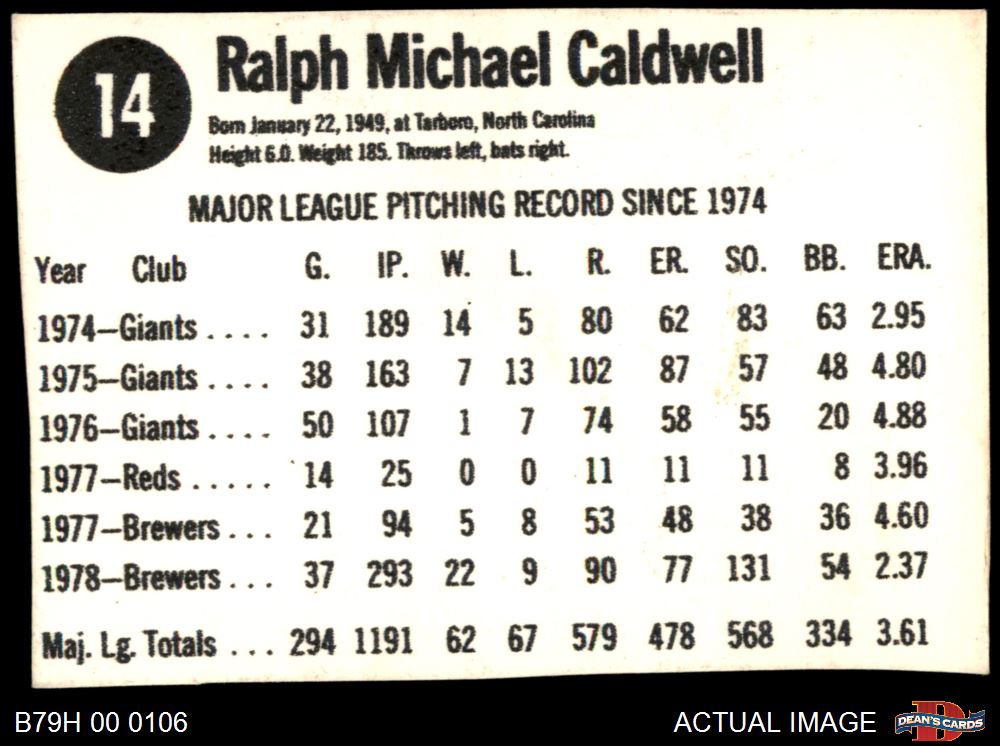 14
Ralph Michael Caldwell
Born January 22, 1949, at Tarboro, North Carolina
Height 6.0. Weight 185. Throws left, bats right.
MAJOR LEAGUE PITCHING RECORD SINCE 1974
Year Club G. IP. W. L. R. ER. SO. BB. ERA.
1974—Giants .... 31 189 14 5 80 62 83 63 2.95
1975—Giants .... 38 163 7 13 102 87 57 48 4.80
1976—Giants .... 50 107 1 7 74 58 55 20 4.88
1977—Reds ..... 14 25 0 0 11 11 11 8 3.96
1977—Brewers ... 21 94 5 8 53 48 38 36 4.60
1978—Brewers ... 37 293 22 9 90 77 131 54 2.37
Maj. Lg. Totals ... 294 1191 62 67 579 478 568 334 3.61
B79H 00 0106 ACTUAL IMAGE D DEAN'S CARDS